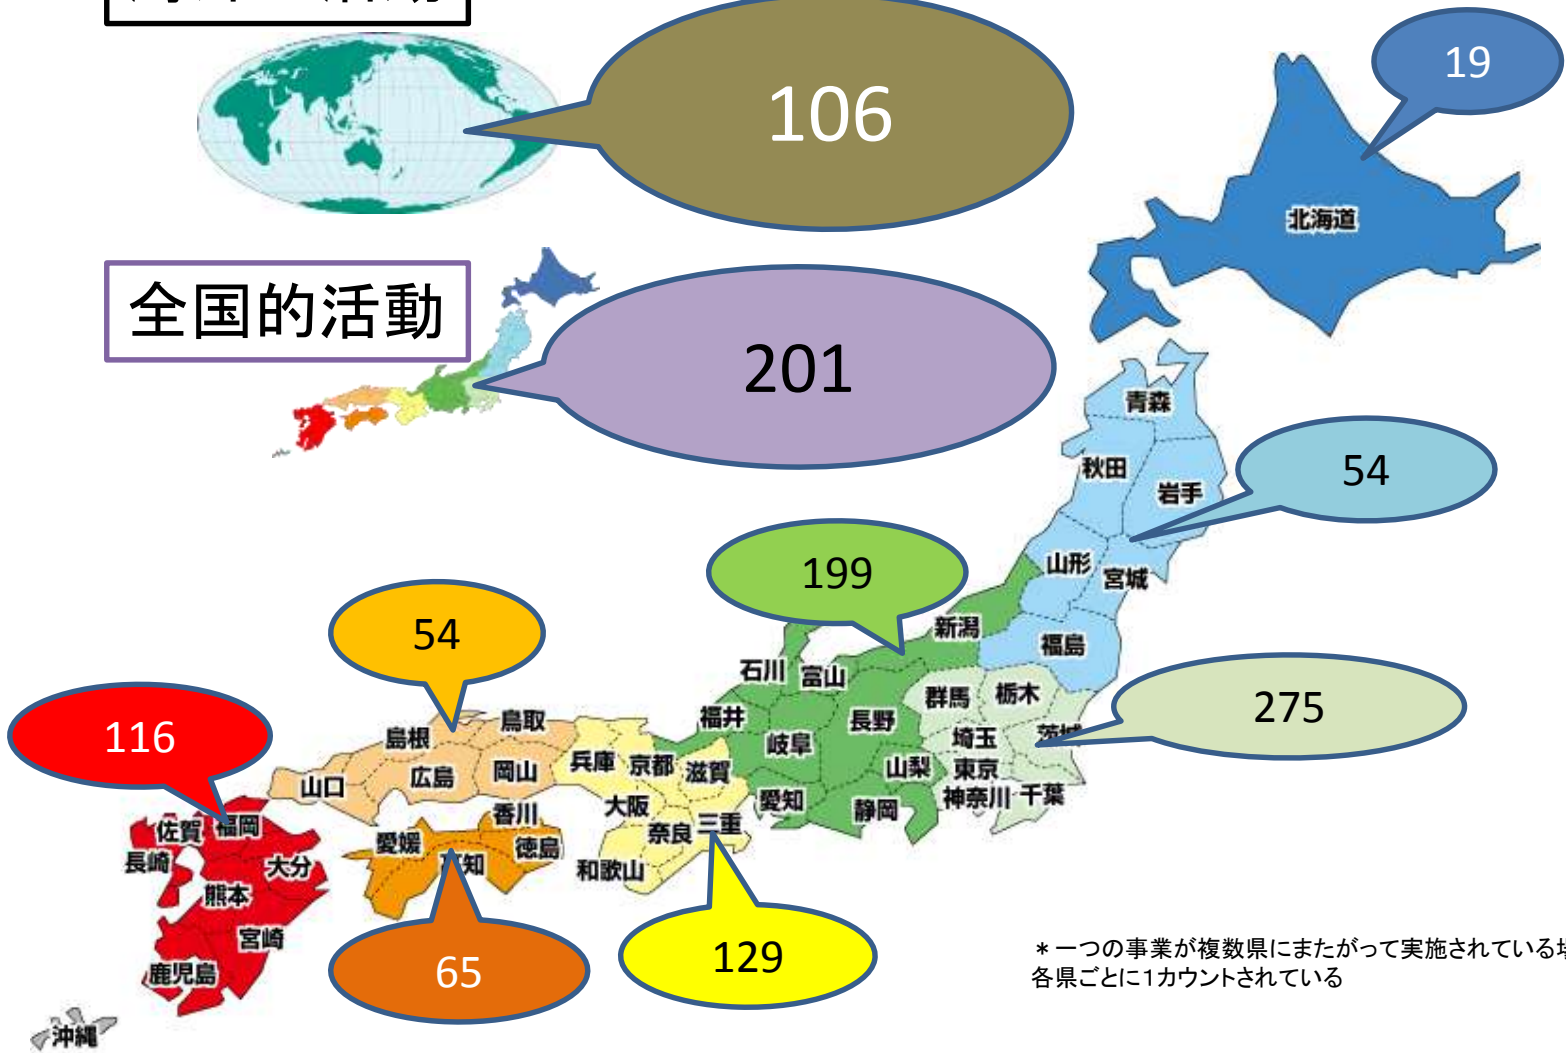 106
19
北海道
全国的活動
201
青森
秋田
岩手
54
山形
宮城
199
新潟
福島
54
石川
富山
群馬
栃木
275
116
島根
鳥取
福井
岐阜
長野
埼玉
茨城
山口
広島
岡山
兵庫
京都
滋賀
山梨
東京
愛知
静岡
神奈川
千葉
佐賀
福岡
香川
大阪
奈良
三重
愛媛
徳島
長崎
大分
和歌山
熊本
宮崎
65
129
鹿児島
沖縄
*一つの事業が複数県にまたがって実施されている
各県ごとに1カウントされている